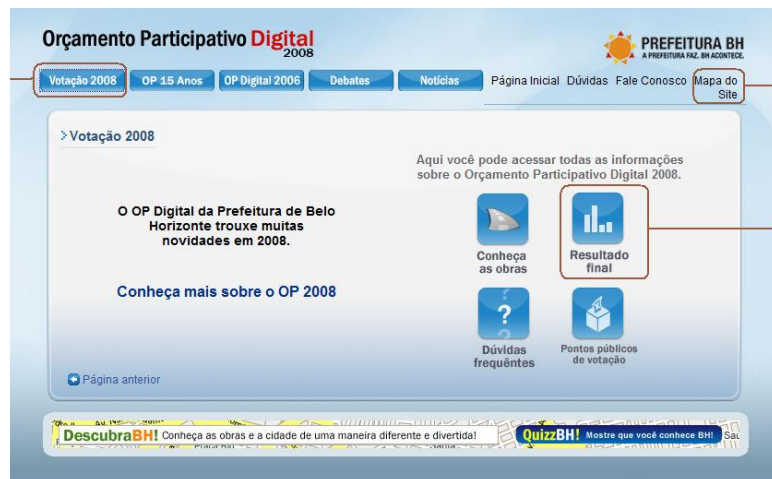 Orçamento Participativo Digital
2008
PREFEITURA BH
A PREFEITURA FAZ. BH ACONTECE.
Votação 2008
OP 15 Anos
OP Digital 2006
Debates
Notícias
Página Inicial
Dúvidas
Fale Conosco
Mapa do
Site
Votação 2008
Aqui você pode acessar todas as informações
sobre o Orçamento Participativo Digital 2008.
O OP Digital da Prefeitura de Belo
Horizonte trouxe muitas
novidades em 2008.
Conheça mais sobre o OP 2008
Conheça
as obras
Resultado
final
Dúvidas
frequêntes
Pontos públicos
de votação
Página anterior
DescubraBH! Conheça as obras e a cidade de uma maneira diferente e divertida!
QuizzBH! Mostre que você conhece BH!